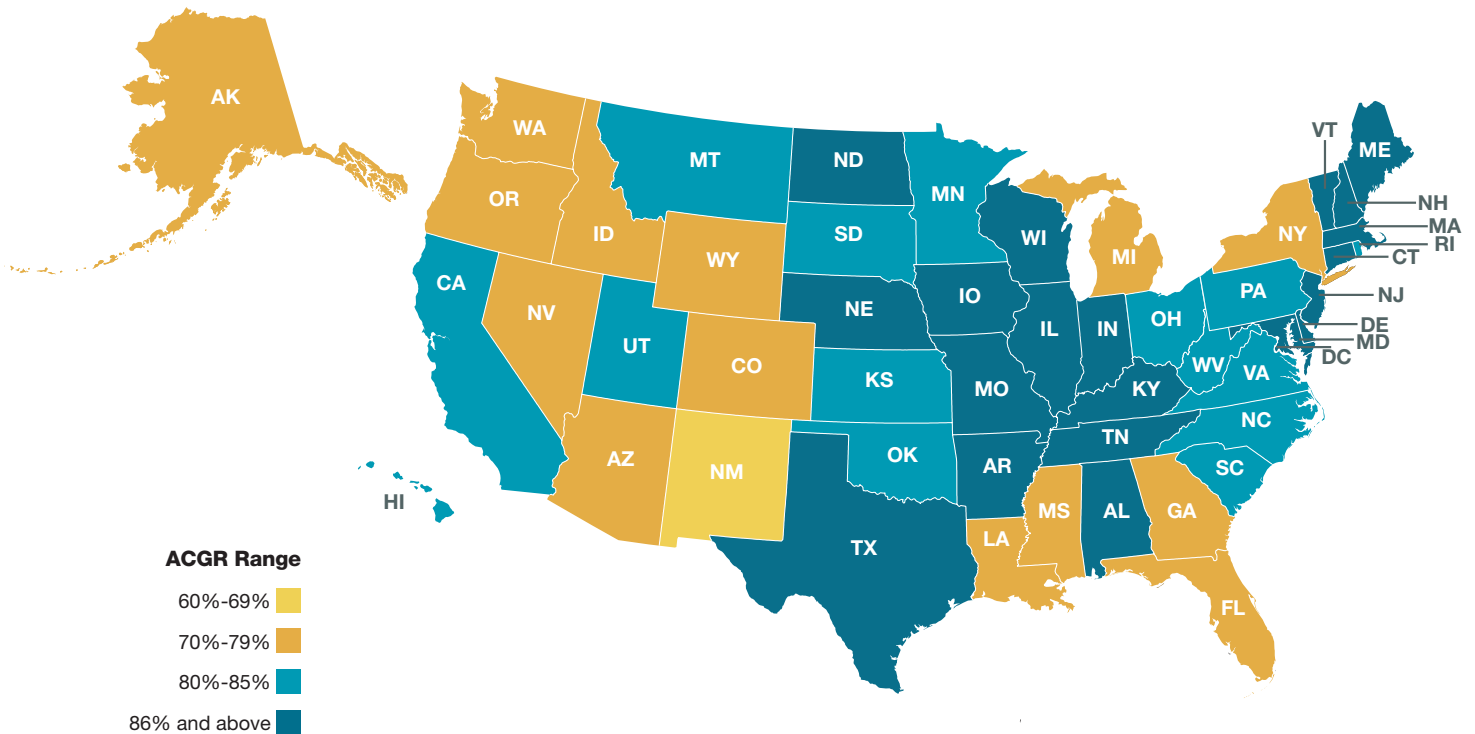 AK
WA
MT
ND
MN
VT
ME
OR
ID
SD
WI
MI
NY
NH
MA
RI
CT
WY
CA
NV
UT
CO
NE
IO
IL
IN
OH
PA
NJ
DE
MD
DC
KS
MO
KY
WV
VA
AZ
NM
OK
AR
TN
NC
SC
HI
TX
LA
MS
AL
GA
FL
ACGR Range
60%-69%
70%-79%
80%-85%
86% and above